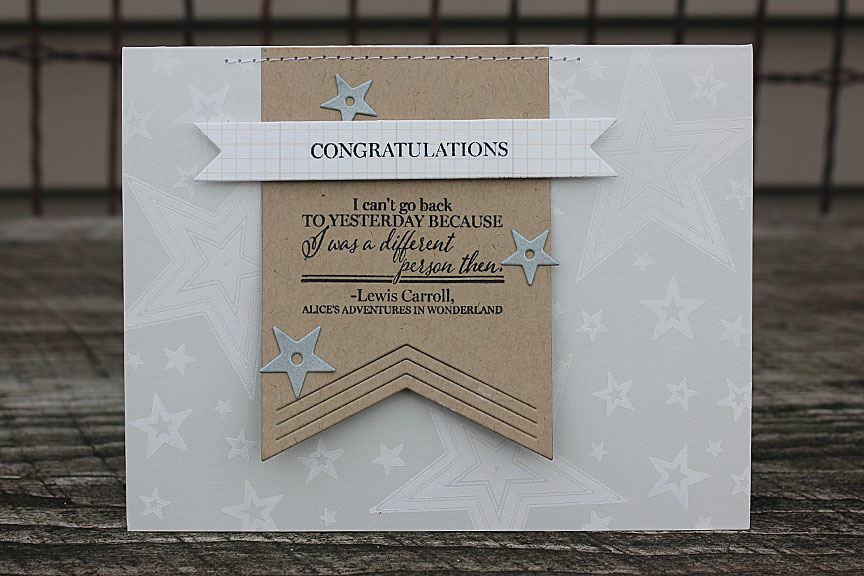 CONGRATULATIONS
I can't go back
TO YESTERDAY BECAUSE
I was a different
person then.
-Lewis Carroll,
ALICE'S ADVENTURES IN WONDERLAND